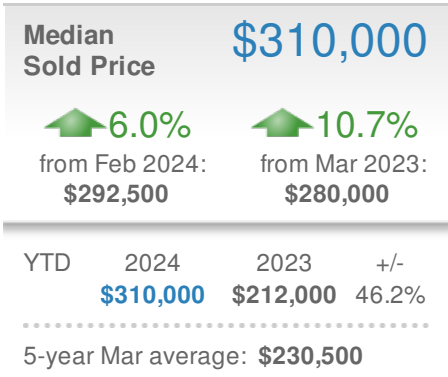 Median
Sold Price
$310,000
6.0%
from Feb 2024:
$292,500
10.7%
from Mar 2023:
$280,000
YTD 2024 2023 +/-
$310,000 $212,000 46.2%
5-year Mar average: $230,500